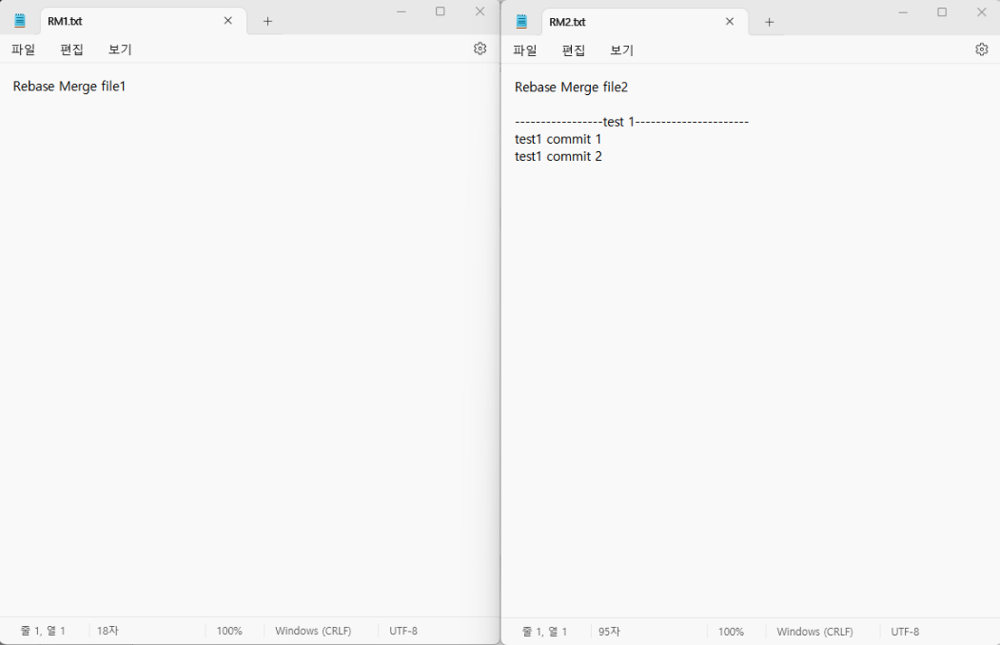 RM1.txt
파일 편집 보기
Rebase Merge file1
줄 1, 열 1 18자 100% Windows (CRLF) UTF-8
RM2.txt
파일 편집 보기
Rebase Merge file2
-----------------test 1----------------------
test1 commit 1
test1 commit 2
줄 1, 열 1 95자 100% Windows (CRLF) UTF-8